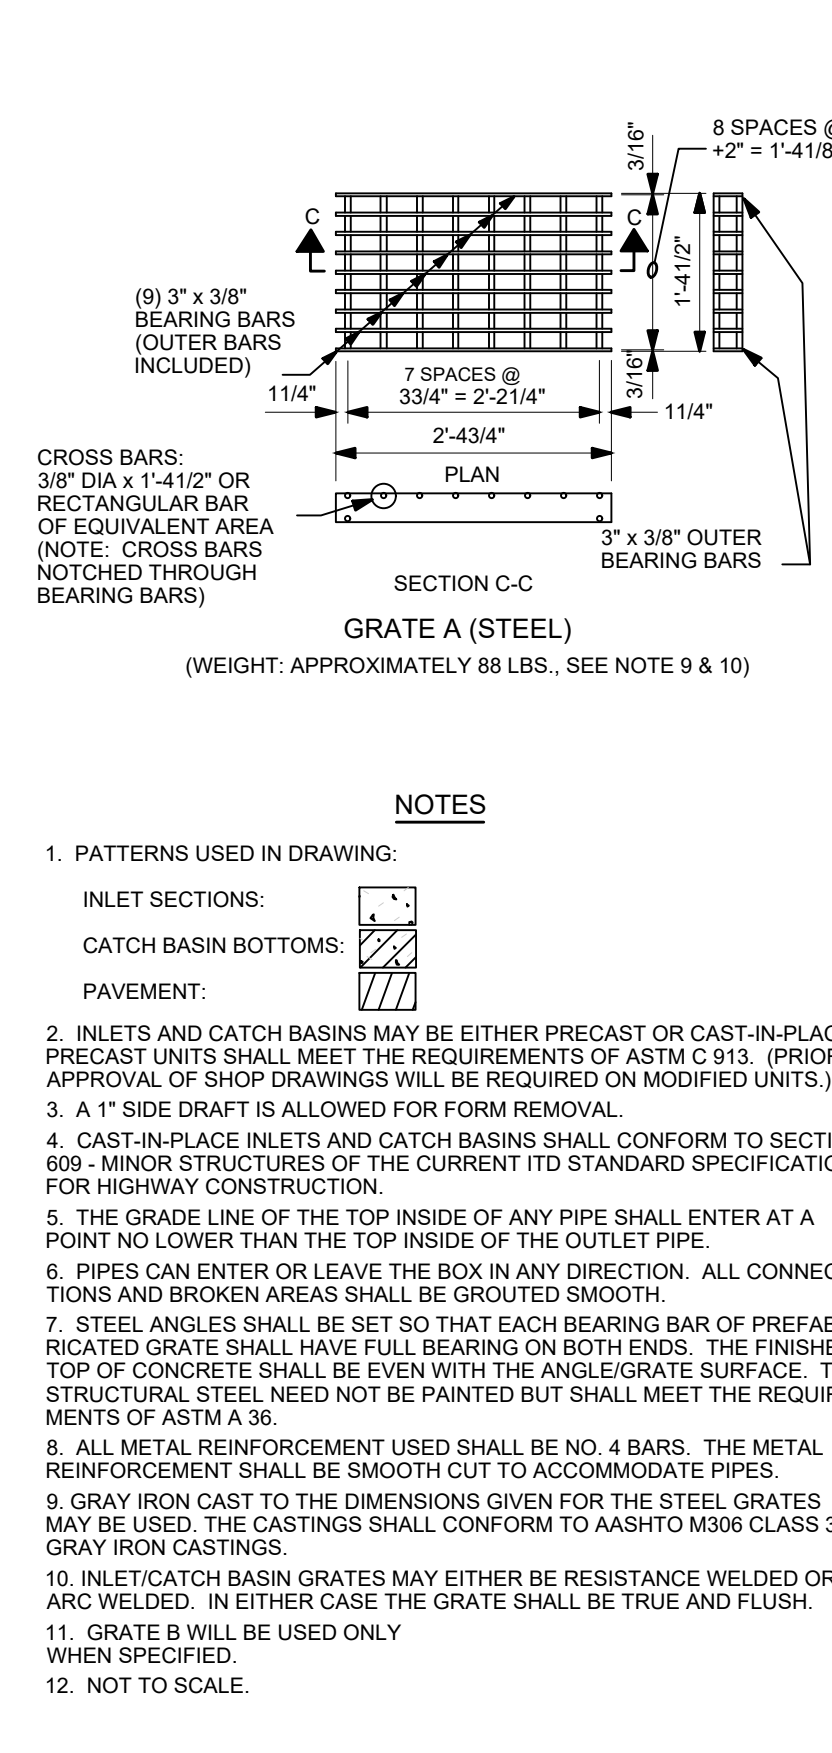 3/16"
8 SPACES @
+2" = 1'-41/8
C
C
1'-41/2"
(9) 3" x 3/8"
BEARING BARS
(OUTER BARS
INCLUDED)
3/16"
7 SPACES @
33/4" = 2'-21/4"
11/4"
11/4"
2'-43/4"
PLAN
CROSS BARS:
3/8" DIA x 1'-41/2" OR
RECTANGULAR BAR
OF EQUIVALENT AREA
(NOTE:  CROSS BARS
NOTCHED THROUGH
BEARING BARS)
3" x 3/8" OUTER
BEARING BARS
SECTION C-C
GRATE A (STEEL)
(WEIGHT: APPROXIMATELY 88 LBS., SEE NOTE 9 & 10)
NOTES
1.  PATTERNS USED IN DRAWING:
INLET SECTIONS:
CATCH BASIN BOTTOMS:
PAVEMENT:
2.  INLETS AND CATCH BASINS MAY BE EITHER PRECAST OR CAST-IN-PLAC
PRECAST UNITS SHALL MEET THE REQUIREMENTS OF ASTM C 913.  (PRIOR
APPROVAL OF SHOP DRAWINGS WILL BE REQUIRED ON MODIFIED UNITS.)
3.  A 1" SIDE DRAFT IS ALLOWED FOR FORM REMOVAL.
4.  CAST-IN-PLACE INLETS AND CATCH BASINS SHALL CONFORM TO SECTI
609 - MINOR STRUCTURES OF THE CURRENT ITD STANDARD SPECIFICATIO
FOR HIGHWAY CONSTRUCTION.
5.  THE GRADE LINE OF THE TOP INSIDE OF ANY PIPE SHALL ENTER AT A
POINT NO LOWER THAN THE TOP INSIDE OF THE OUTLET PIPE.
6.  PIPES CAN ENTER OR LEAVE THE BOX IN ANY DIRECTION.  ALL CONNEC
TIONS AND BROKEN AREAS SHALL BE GROUTED SMOOTH.
7.  STEEL ANGLES SHALL BE SET SO THAT EACH BEARING BAR OF PREFAB
RICATED GRATE SHALL HAVE FULL BEARING ON BOTH ENDS.  THE FINISHE
TOP OF CONCRETE SHALL BE EVEN WITH THE ANGLE/GRATE SURFACE.  T
STRUCTURAL STEEL NEED NOT BE PAINTED BUT SHALL MEET THE REQUIR
MENTS OF ASTM A 36.
8.  ALL METAL REINFORCEMENT USED SHALL BE NO. 4 BARS.  THE METAL
REINFORCEMENT SHALL BE SMOOTH CUT TO ACCOMMODATE PIPES.
9. GRAY IRON CAST TO THE DIMENSIONS GIVEN FOR THE STEEL GRATES
MAY BE USED. THE CASTINGS SHALL CONFORM TO AASHTO M306 CLASS 3
GRAY IRON CASTINGS.
10. INLET/CATCH BASIN GRATES MAY EITHER BE RESISTANCE WELDED OR
ARC WELDED.  IN EITHER CASE THE GRATE SHALL BE TRUE AND FLUSH.
11.  GRATE B WILL BE USED ONLY
WHEN SPECIFIED.
12.  NOT TO SCALE.